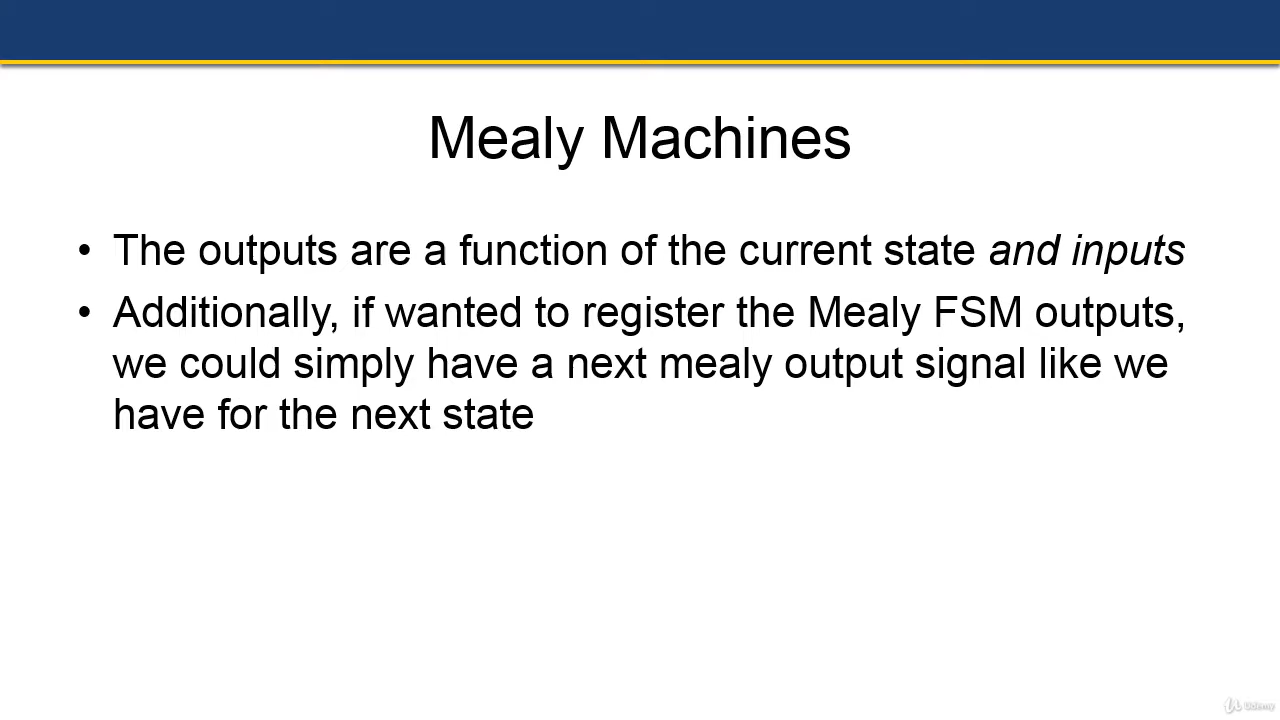 Mealy Machines
• The outputs are a function of the current state and inputs
• Additionally, if wanted to register the Mealy FSM outputs,
we could simply have a next mealy output signal like we
have for the next state
Udemy